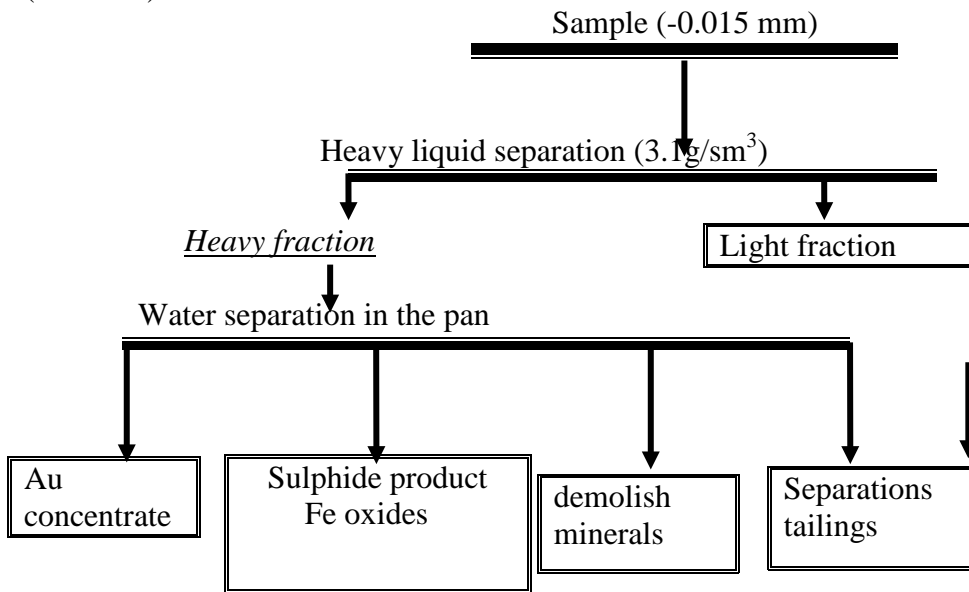 Sample (-0.015 mm)
Heavy liquid separation (3.1g/sm³)
Heavy fraction
Light fraction
Water separation in the pan
Au
concentrate
Sulphide product
Fe oxides
demolish
minerals
Separations
tailings